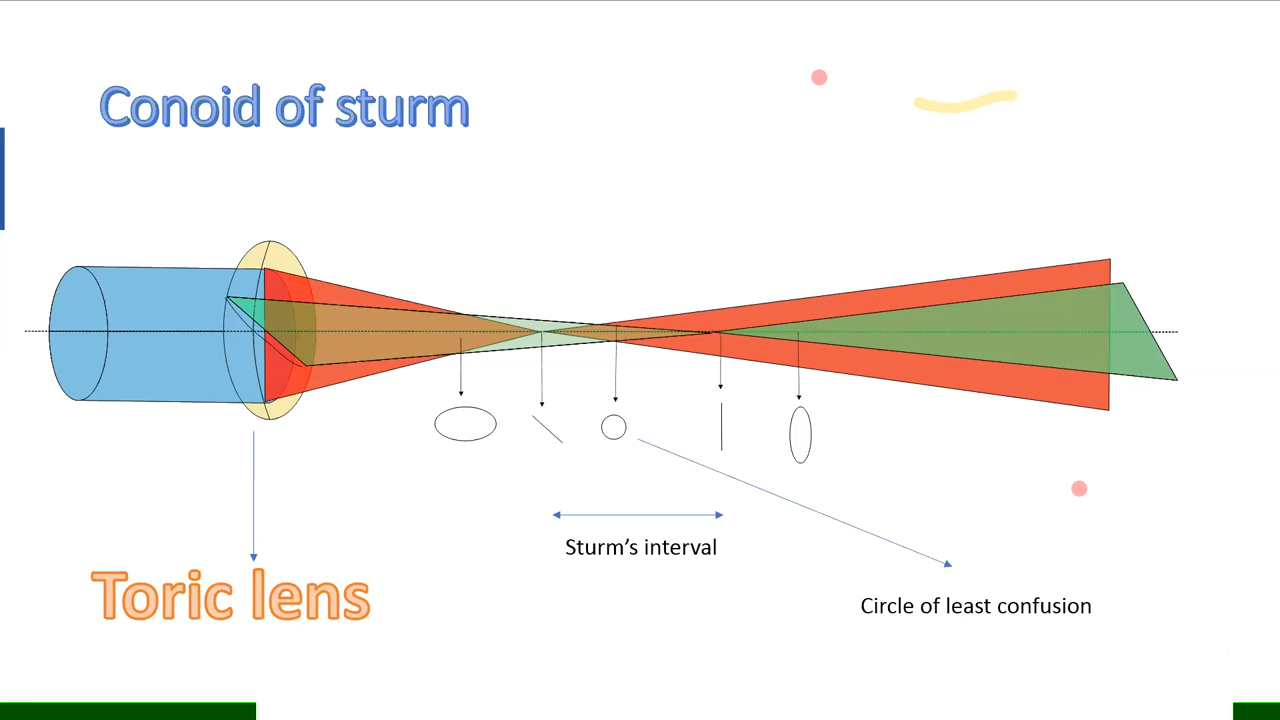 Conoid of sturm
Sturm’s interval
Toric lens
Circle of least confusion